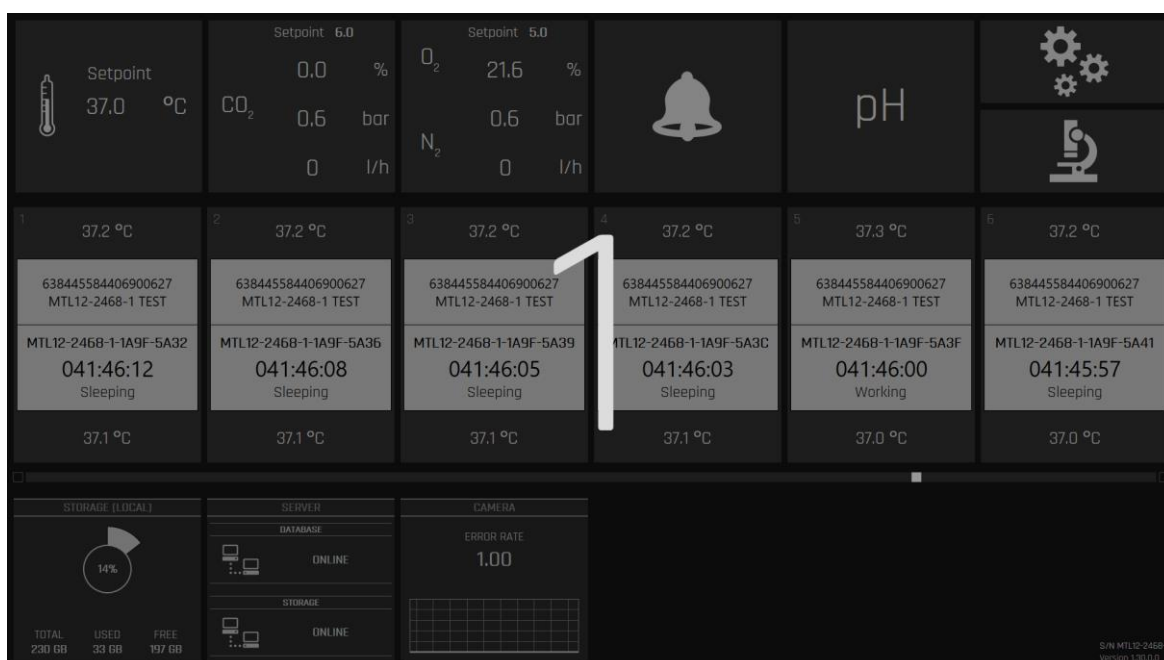 Setpoint
37.0 °C
Setpoint 6.0
0.0 %
CO₂
0.6 bar
0 l/h
Setpoint 5.0
O₂ 21.6 %
0.6 bar
N₂
0 l/h
pH
1 37.2 °C
638445584406900627
MTL12-2468-1 TEST
MTL12-2468-1-1A9F-5A32
041:46:12
Sleeping
37.1 °C
2 37.2 °C
638445584406900627
MTL12-2468-1 TEST
MTL12-2468-1-1A9F-5A36
041:46:08
Sleeping
37.1 °C
3 37.2 °C
638445584406900627
MTL12-2468-1 TEST
MTL12-2468-1-1A9F-5A39
041:46:05
Sleeping
37.1 °C
4 37.2 °C
638445584406900627
MTL12-2468-1 TEST
MTL12-2468-1-1A9F-5A3C
041:46:03
Sleeping
37.1 °C
5 37.3 °C
638445584406900627
MTL12-2468-1 TEST
MTL12-2468-1-1A9F-5A3F
041:46:00
Working
37.0 °C
6 37.2 °C
638445584406900627
MTL12-2468-1 TEST
MTL12-2468-1-1A9F-5A41
041:45:57
Sleeping
37.0 °C
1
STORAGE (LOCAL)
14%
TOTAL USED FREE
230 GB 33 GB 197 GB
SERVER
DATABASE
ONLINE
STORAGE
ONLINE
CAMERA
ERROR RATE
1.00
S/N MTL12-2468
Version 1.30.0.0